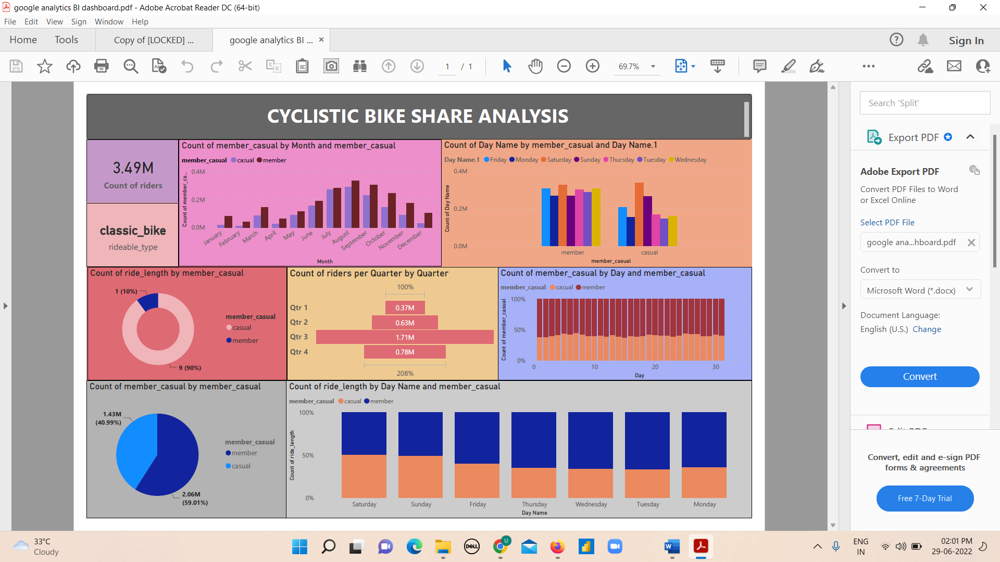 google analytics BI dashboard.pdf - Adobe Acrobat Reader DC (64-bit)
File Edit View Sign Window Help
Home Tools Copy of [LOCKED] ... google analytics BI ... ×
Sign In
1 / 1 69.7%
CYCLISTIC BIKE SHARE ANALYSIS
3.49M
Count of riders
classic_bike
rideable_type
Count of member_casual by Month and member_casual
member_casual casual member
Count of member_ca...
0.4M
0.2M
0.0M
January February March April May June July August September October November December
Month
Count of Day Name by member_casual and Day Name.1
Day Name.1 Friday Monday Saturday Sunday Thursday Tuesday Wednesday
Count of Day Name
0.4M
0.2M
0.0M
member casual
member_casual
Count of ride_length by member_casual
1 (10%)
9 (90%)
member_casual
casual
member
Count of riders per Quarter by Quarter
100%
Qtr 1 0.37M
Qtr 2 0.63M
Qtr 3 1.71M
Qtr 4 0.78M
208%
Count of member_casual by Day and member_casual
member_casual casual member
Count of member_casual
100%
50%
0%
0 10 20 30
Day
Count of member_casual by member_casual
1.43M
(40.99%)
2.06M
(59.01%)
member_casual
member
casual
Count of ride_length by Day Name and member_casual
member_casual casual member
Count of ride_length
100%
50%
0%
Saturday Sunday Friday Thursday Wednesday Tuesday Monday
Day Name
Search 'Split'
Export PDF
Adobe Export PDF
Convert PDF Files to Word
or Excel Online
Select PDF File
google ana...hboard.pdf
Convert to
Microsoft Word (*.docx)
Document Language:
English (U.S.) Change
Convert
Edit PDF
Convert, edit and e-sign PDF
forms & agreements
Free 7-Day Trial
33°C
Cloudy
DELL
U
ENG
IN
02:01 PM
29-06-2022